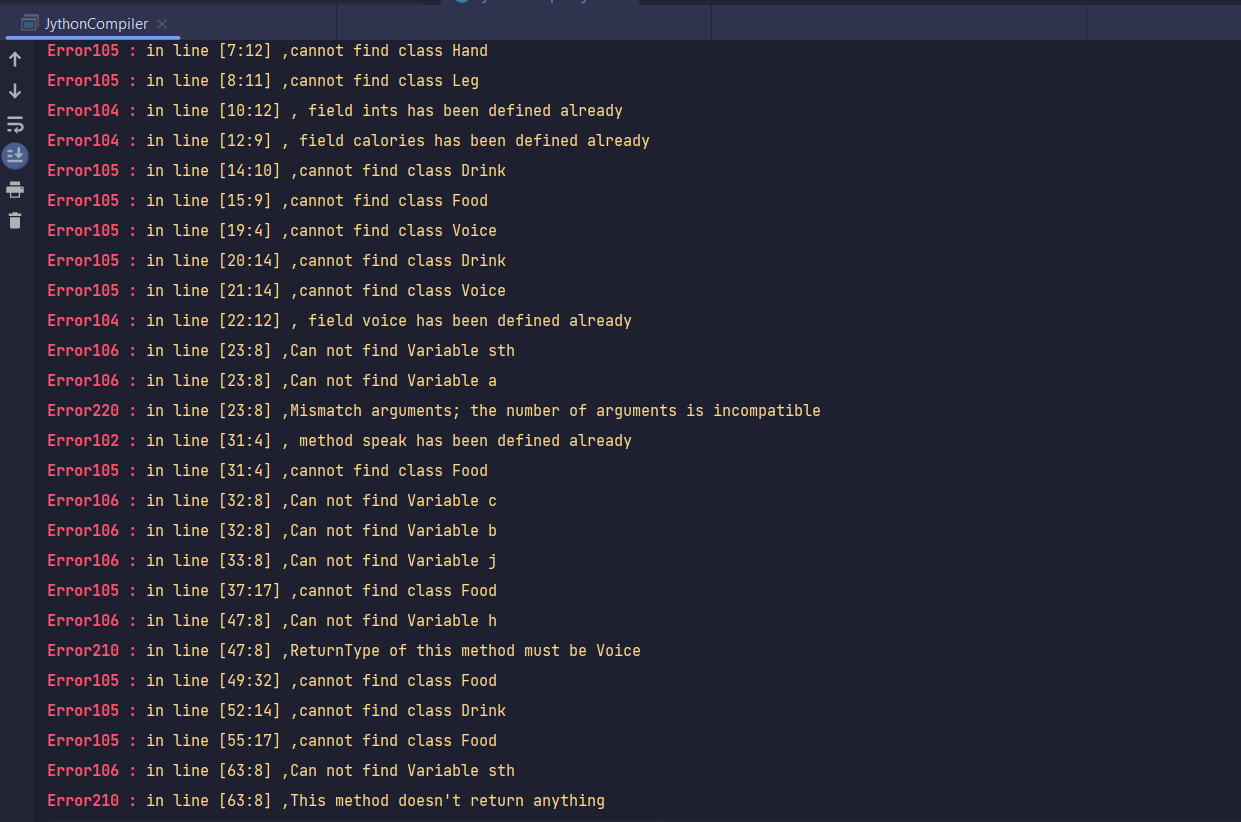 JythonCompiler
Error105 : in line [7:12] ,cannot find class Hand
Error105 : in line [8:11] ,cannot find class Leg
Error104 : in line [10:12] , field ints has been defined already
Error104 : in line [12:9] , field calories has been defined already
Error105 : in line [14:10] ,cannot find class Drink
Error105 : in line [15:9] ,cannot find class Food
Error105 : in line [19:4] ,cannot find class Voice
Error105 : in line [20:14] ,cannot find class Drink
Error105 : in line [21:14] ,cannot find class Voice
Error104 : in line [22:12] , field voice has been defined already
Error106 : in line [23:8] ,Can not find Variable sth
Error106 : in line [23:8] ,Can not find Variable a
Error220 : in line [23:8] ,Mismatch arguments; the number of arguments is incompatible
Error102 : in line [31:4] , method speak has been defined already
Error105 : in line [31:4] ,cannot find class Food
Error106 : in line [32:8] ,Can not find Variable c
Error106 : in line [32:8] ,Can not find Variable b
Error106 : in line [33:8] ,Can not find Variable j
Error105 : in line [37:17] ,cannot find class Food
Error106 : in line [47:8] ,Can not find Variable h
Error210 : in line [47:8] ,ReturnType of this method must be Voice
Error105 : in line [49:32] ,cannot find class Food
Error105 : in line [52:14] ,cannot find class Drink
Error105 : in line [55:17] ,cannot find class Food
Error106 : in line [63:8] ,Can not find Variable sth
Error210 : in line [63:8] ,This method doesn't return anything